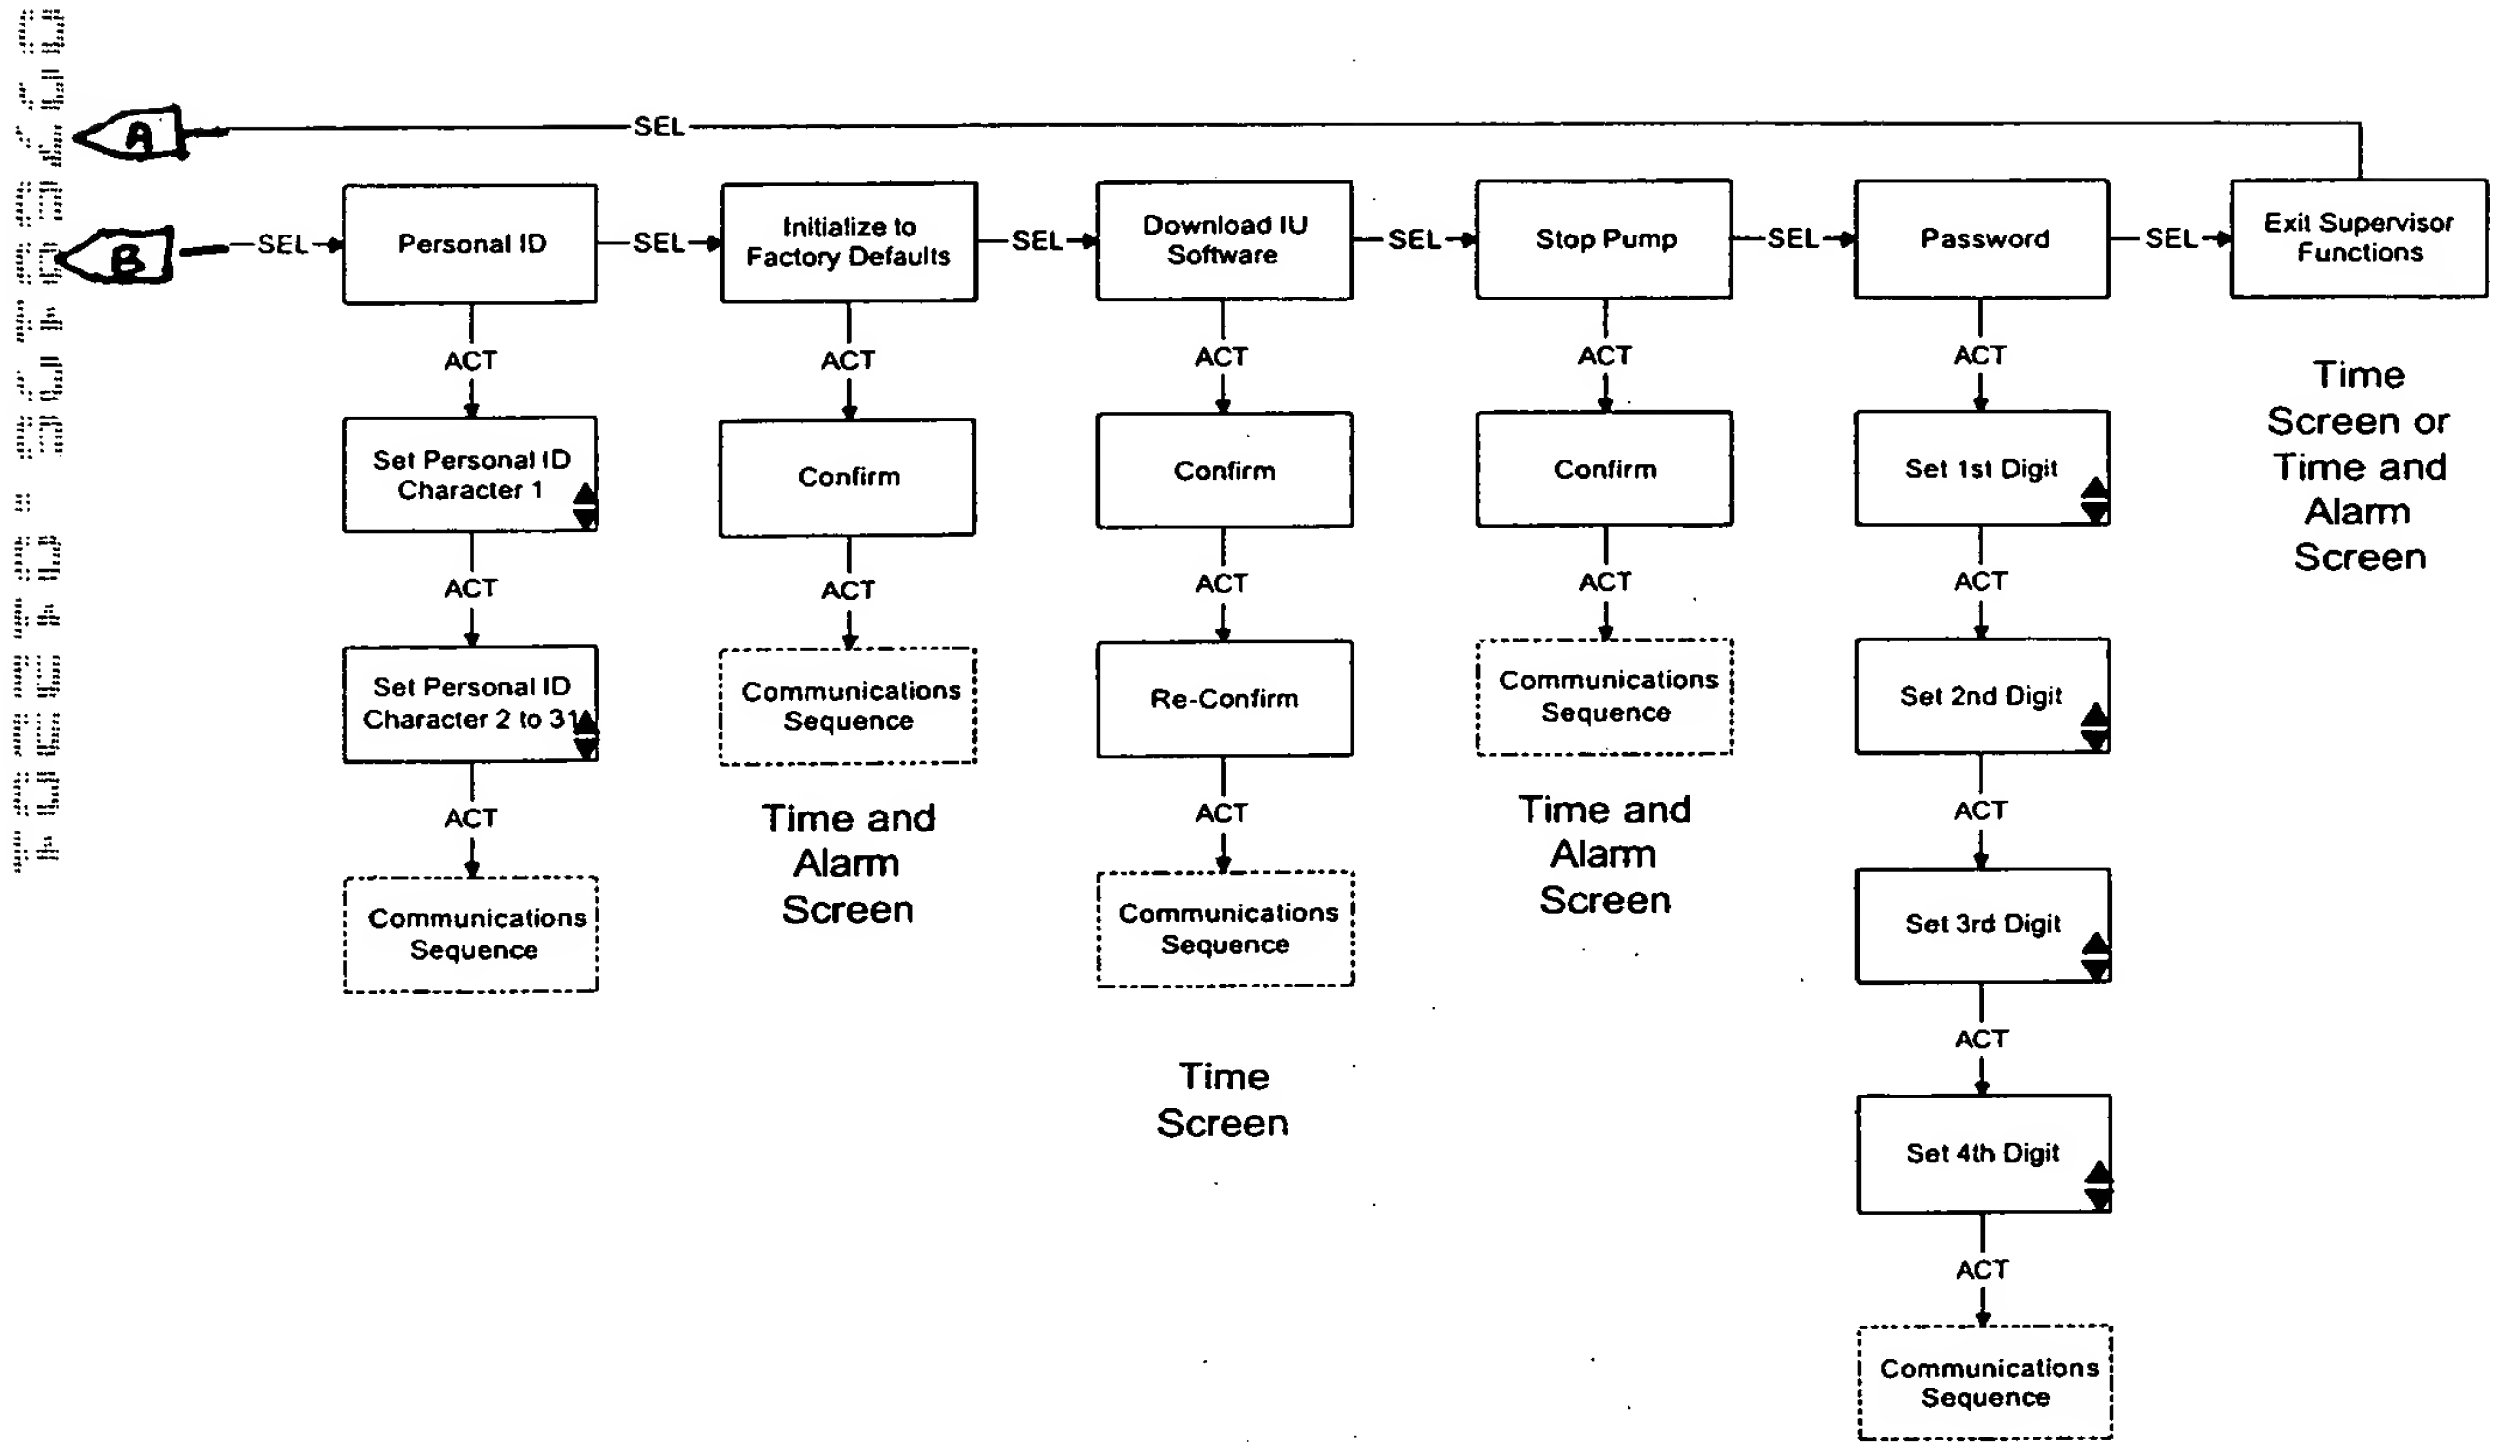 A
SEL
B
SEL
Personal ID
SEL
Initialize to
Factory Defaults
SEL
Download IU
Software
SEL
Stop Pump
SEL
Password
SEL
Exit Supervisor
Functions
ACT
ACT
ACT
ACT
ACT
Time
Screen or
Time and
Alarm
Screen
Set Personal ID
Character 1
Confirm
Confirm
Confirm
Set 1st Digit
ACT
ACT
ACT
ACT
ACT
Set Personal ID
Character 2 to 31
Communications
Sequence
Re-Confirm
Communications
Sequence
Set 2nd Digit
ACT
Time and
Alarm
Screen
ACT
Time and
Alarm
Screen
ACT
Communications
Sequence
Communications
Sequence
Set 3rd Digit
ACT
Time
Screen
Set 4th Digit
ACT
Communications
Sequence